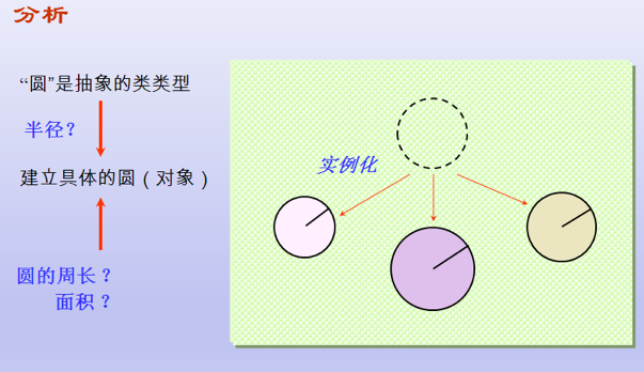 分析
“圆”是抽象的类类型
半径？
建立具体的圆（对象）
圆的周长？
面积？
实例化